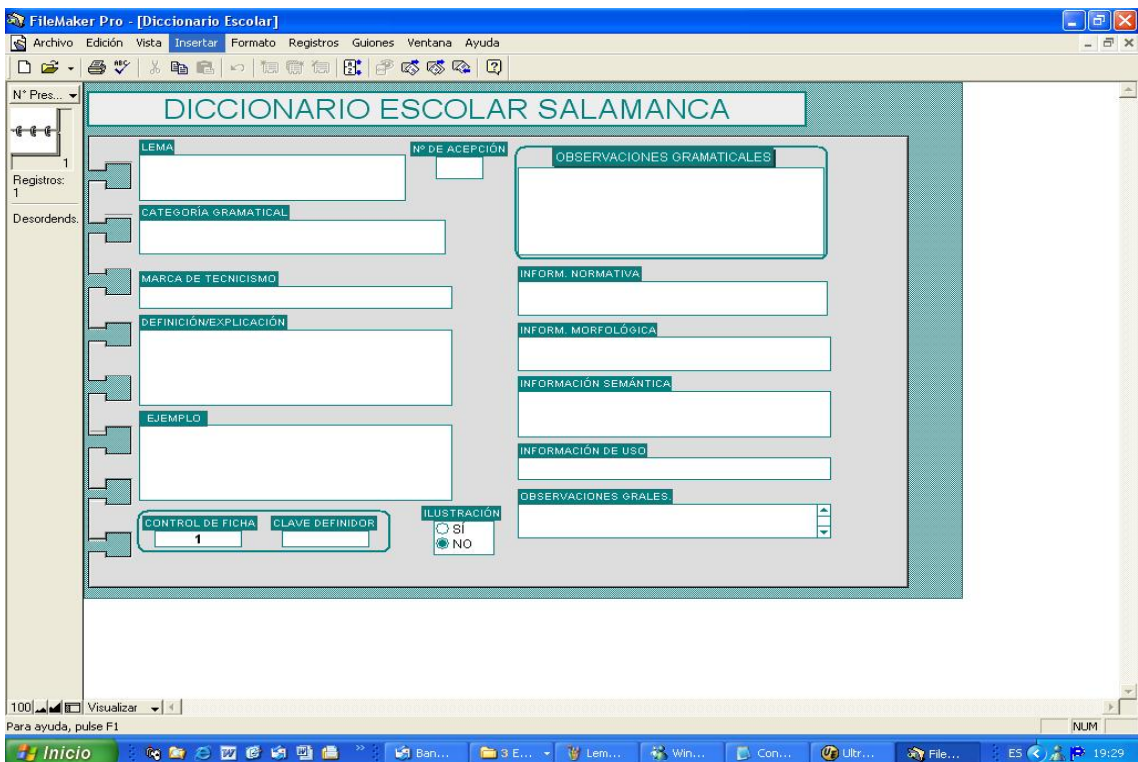 FileMaker Pro - [Diccionario Escolar]
Archivo Edición Vista Insertar Formato Registros Guiones Ventana Ayuda
N° Pres...
1
Registros:
1
Desordends.
DICCIONARIO ESCOLAR SALAMANCA
LEMA
Nº DE ACEPCIÓN
OBSERVACIONES GRAMATICALES
CATEGORÍA GRAMATICAL
MARCA DE TECNICISMO
INFORM. NORMATIVA
DEFINICIÓN/EXPLICACIÓN
INFORM. MORFOLÓGICA
INFORMACIÓN SEMÁNTICA
EJEMPLO
INFORMACIÓN DE USO
OBSERVACIONES GRALES.
CONTROL DE FICHA
1
CLAVE DEFINIDOR
ILUSTRACIÓN
SÍ
NO
100 Visualizar
Para ayuda, pulse F1
NUM
Inicio Ban... 3 E... Lem... Win... Con... Ultr... File... ES 19:29